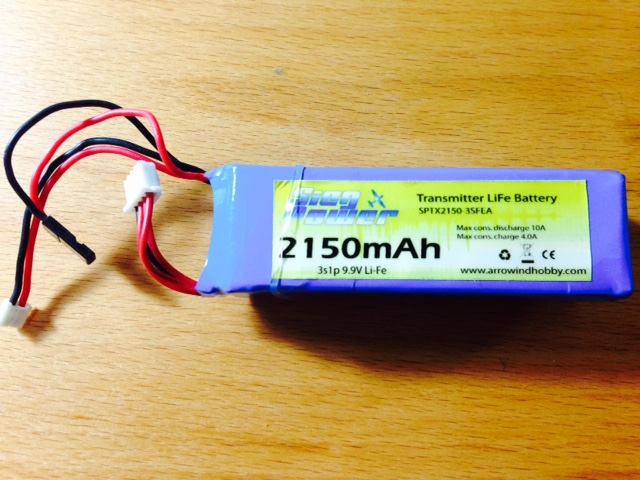 Sien
Power
Transmitter LiFe Battery
SPTX2150-3SFEA
Max cons. discharge 10A
Max cons. charge 4.0A
2150mAh
3s1p 9.9V Li-Fe
CE
www.arrowindhobby.com